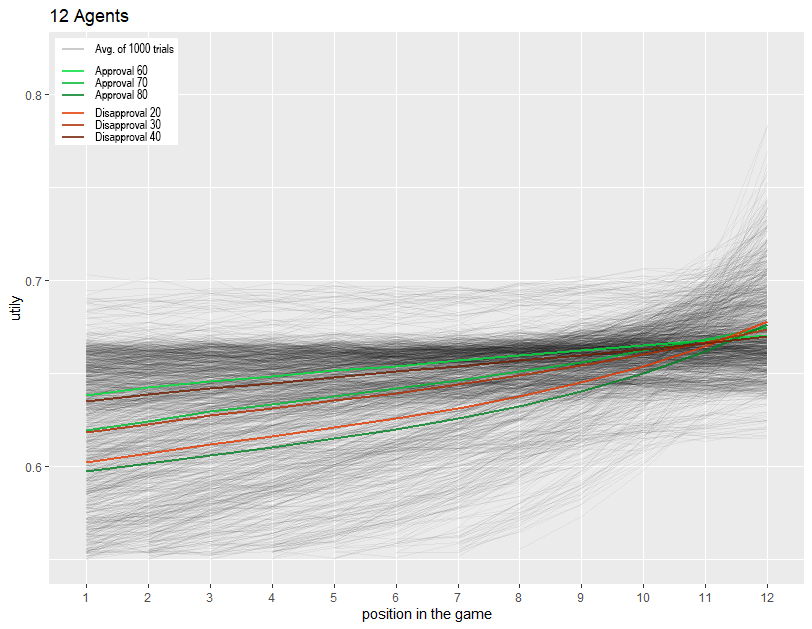 12 Agents
Avg. of 1000 trials
Approval 60
Approval 70
Approval 80
Disapproval 20
Disapproval 30
Disapproval 40
0.8
0.7
0.6
utily
1 2 3 4 5 6 7 8 9 10 11 12
position in the game